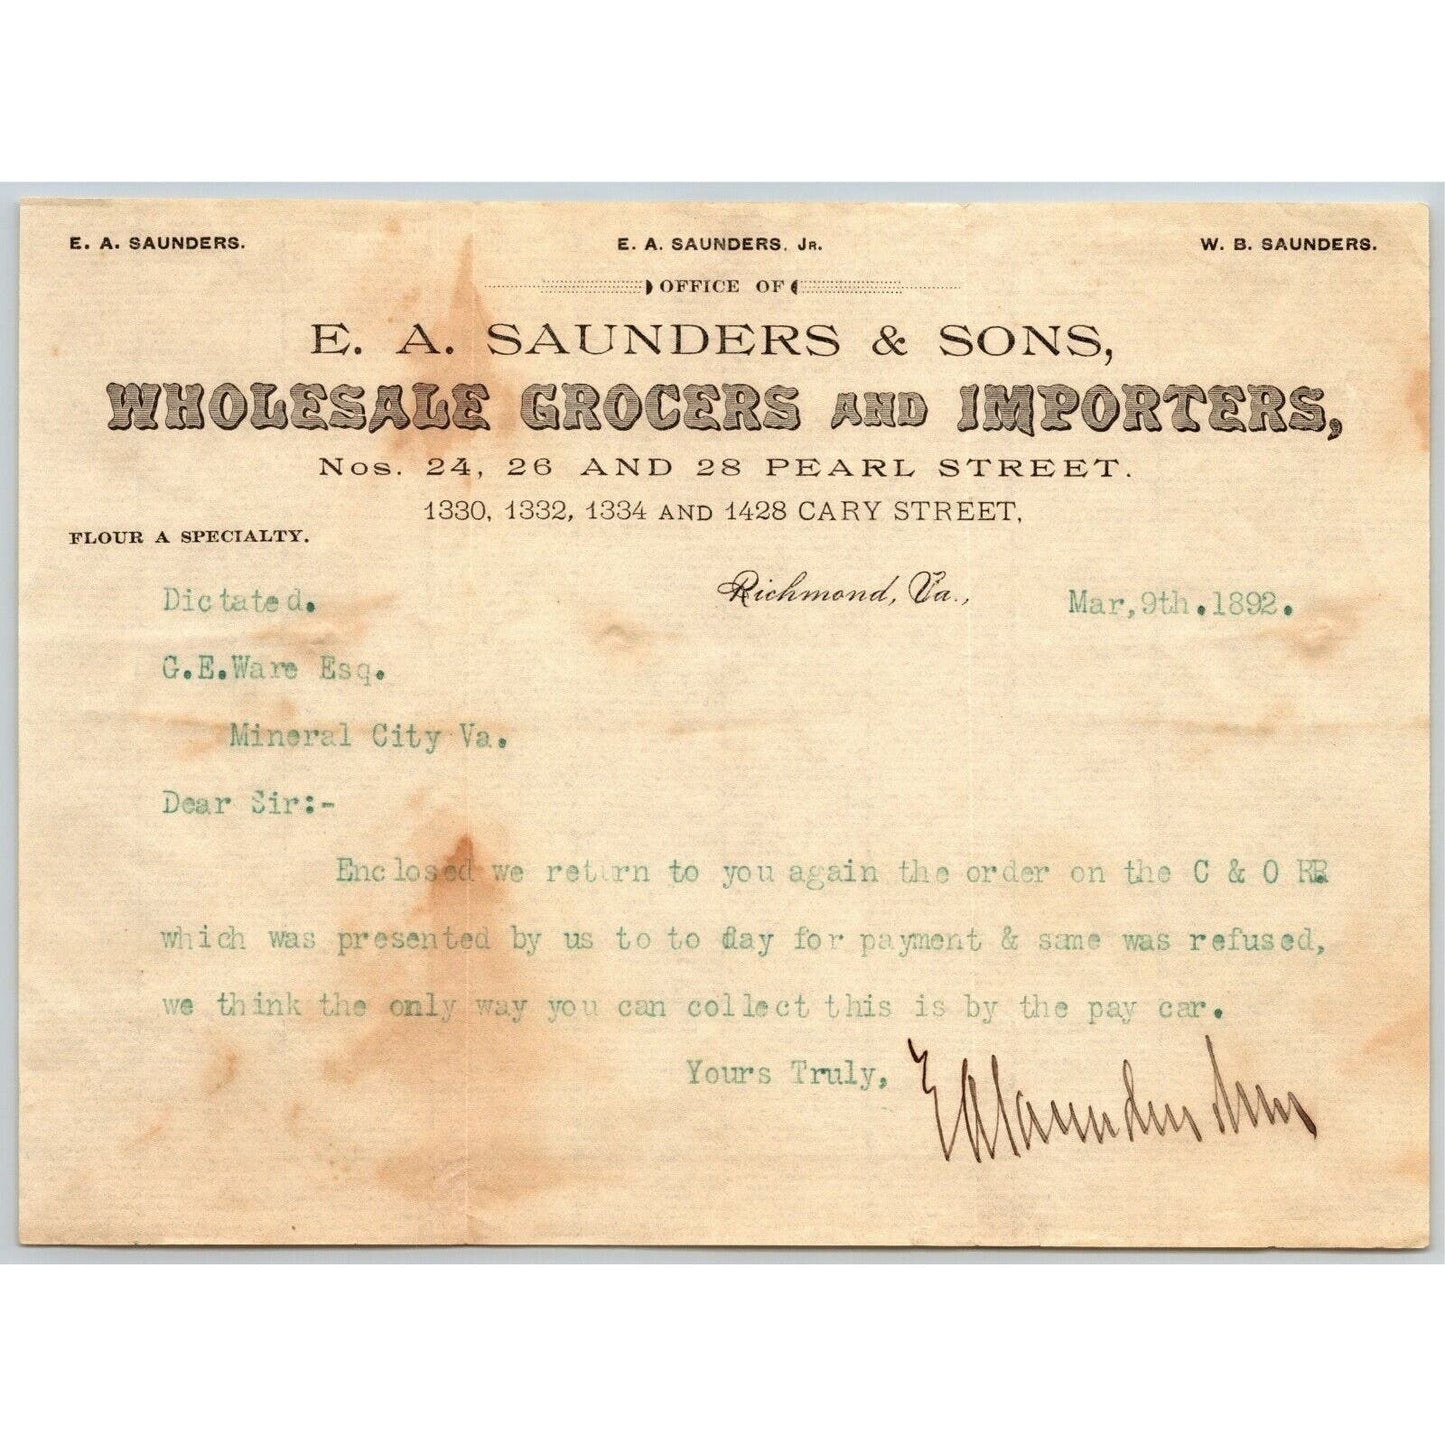 E. A. SAUNDERS. E. A. SAUNDERS, JR. W. B. SAUNDERS.
OFFICE OF
E. A. SAUNDERS & SONS,
WHOLESALE GROCERS AND IMPORTERS,
Nos. 24, 26 AND 28 PEARL STREET.
1330, 1332, 1334 AND 1428 CARY STREET,
FLOUR A SPECIALTY.
Dictated. Richmond, Va., Mar, 9th. 1892.
G.E.Ware Esq.
Mineral City Va.
Dear Sir:-
Enclosed we return to you again the order on the C & O RR
which was presented by us to to day for payment & same was refused,
we think the only way you can collect this is by the pay car.
Yours Truly, E A Saunders Sons